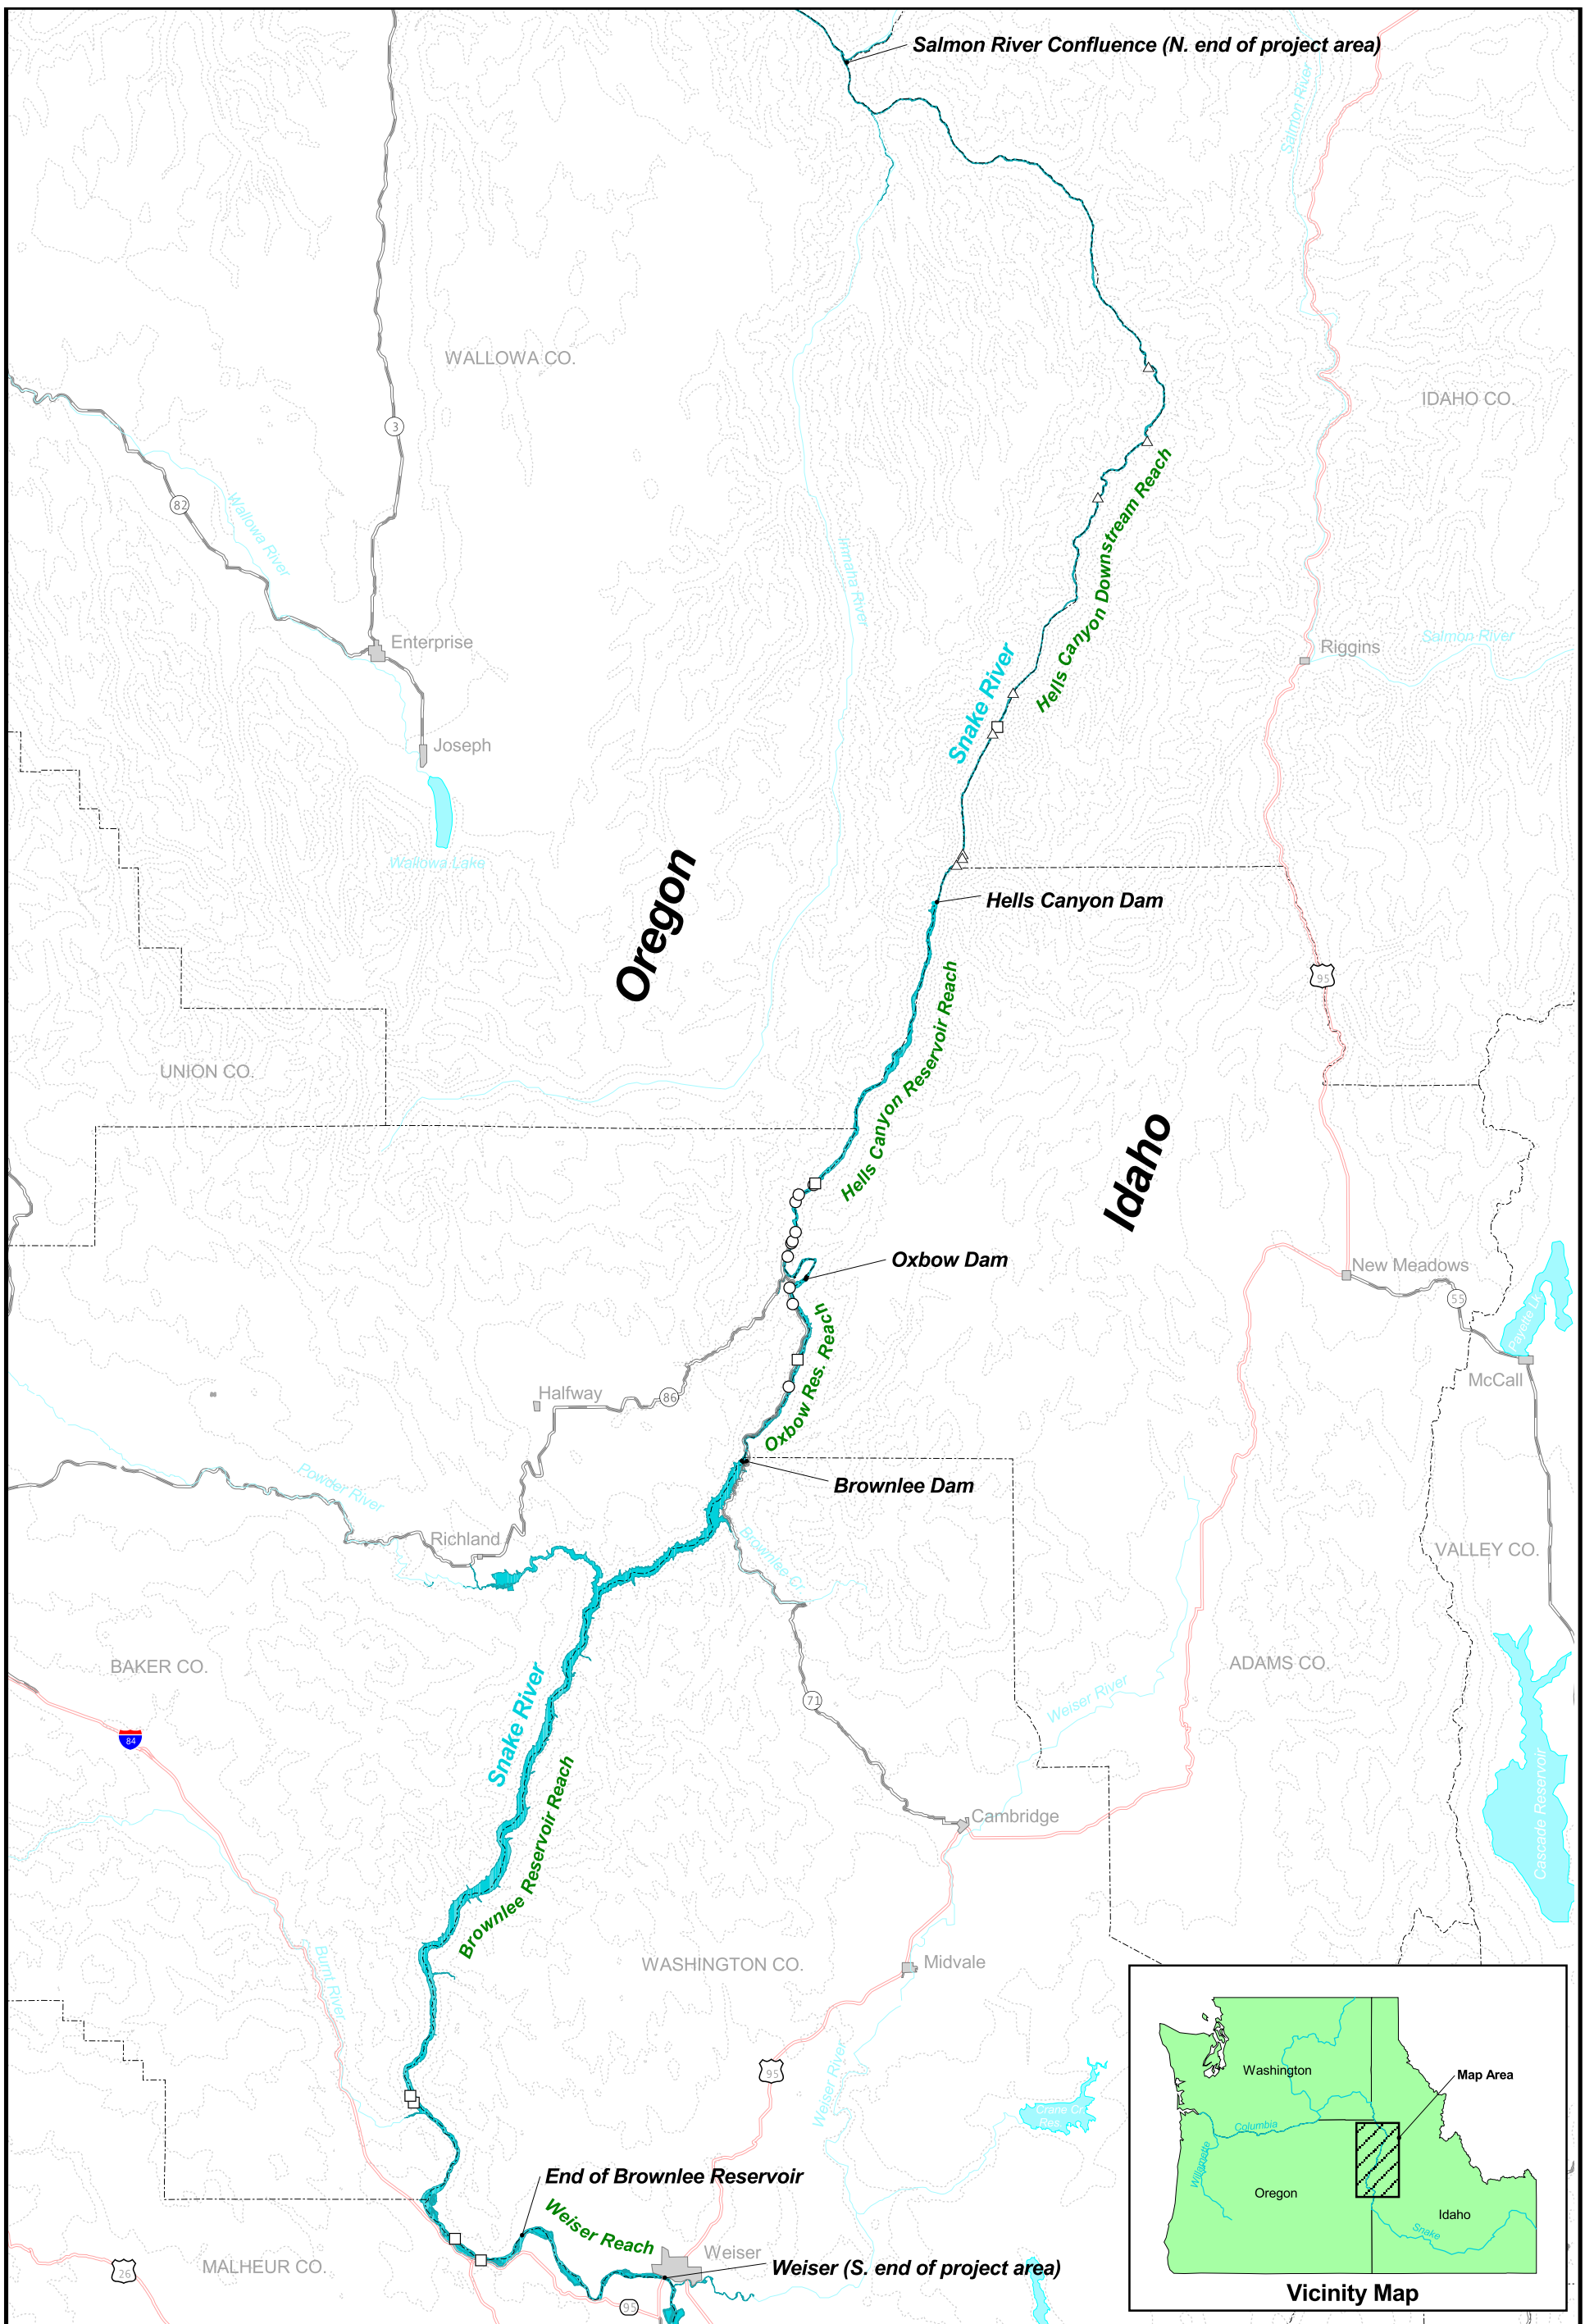 Salmon River Confluence (N. end of project area)
Salmon River
WALLOWA CO.
IDAHO CO.
3
82
Wallowa River
Hells Canyon Downstream Reach
Imnaha River
Enterprise
Riggins
Salmon River
Snake River
Joseph
Wallowa Lake
Oregon
Hells Canyon Dam
95
Hells Canyon Reservoir Reach
UNION CO.
Idaho
Oxbow Dam
New Meadows
55
Payette Lk.
McCall
Oxbow Res. Reach
Halfway
86
86
Brownlee Dam
Powder River
Richland
Brownlee Cr.
VALLEY CO.
BAKER CO.
ADAMS CO.
Snake River
71
Weiser River
84
Brownlee Reservoir Reach
Cambridge
Cascade Reservoir
Burnt River
WASHINGTON CO.
Midvale
95
Weiser River
Crane Cr.
Res.
End of Brownlee Reservoir
Weiser Reach
Weiser
MALHEUR CO.
26
Weiser (S. end of project area)
95
Washington
Map Area
Columbia
Willamette
Oregon
Idaho
Snake
Vicinity Map